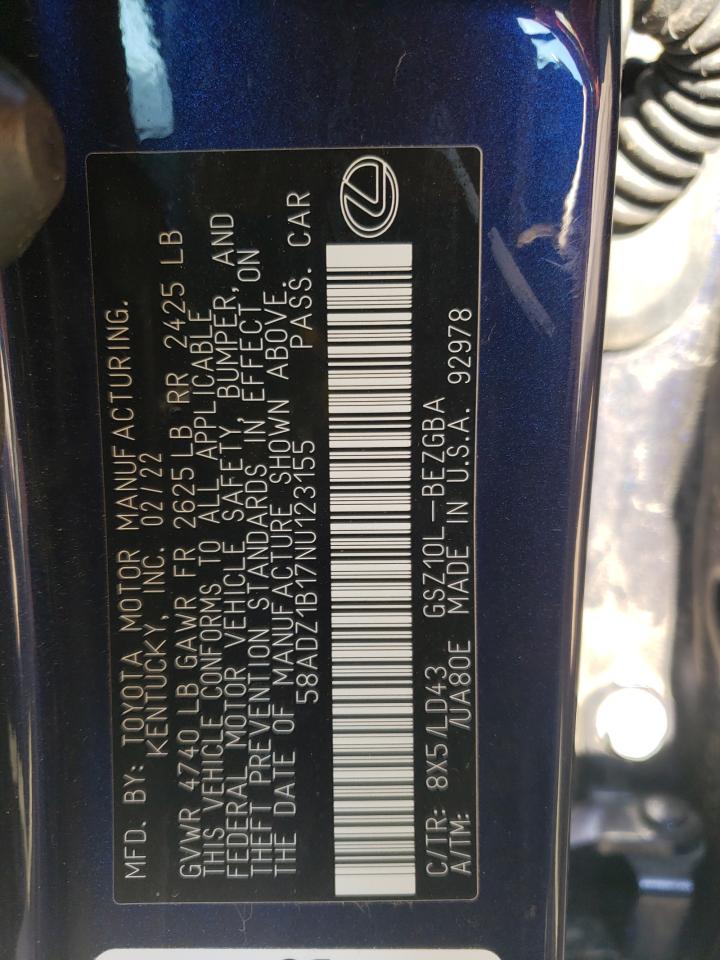 MFD. BY: TOYOTA MOTOR MANUFACTURING.
KENTUCKY, INC. 02/22
GVWR 4740 LB GAWR FR 2625 LB RR 2425 LB
THIS VEHICLE CONFORMS TO ALL APPLICABLE
FEDERAL MOTOR VEHICLE SAFETY, BUMPER, AND
THEFT PREVENTION STANDARDS IN EFFECT ON
THE DATE OF MANUFACTURE SHOWN ABOVE.
58ADZ1B17NU123155 PASS. CAR
C/TR: 8X5/LD43 GSZ10L-BEZGBA
A/TM: /UA80E MADE IN U.S.A. 92978